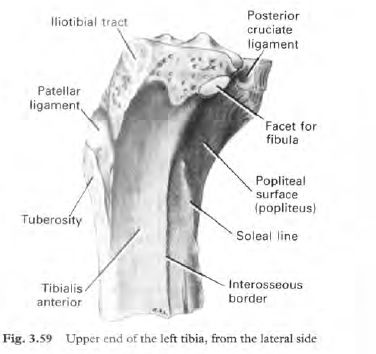 Iliotibial tract
Posterior
cruciate
ligament
Patellar
ligament
Facet for
fibula
Popliteal
surface
(popliteus)
Tuberosity
Soleal line
Tibialis
anterior
Interosseous
border
Fig. 3.59 Upper end of the left tibia, from the lateral side